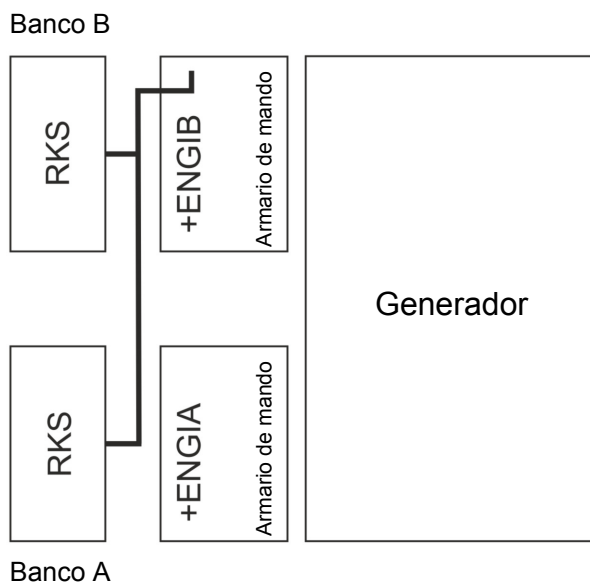 Banco B
RKS
+ENGIB
Armario de mando
Generador
RKS
+ENGIA
Armario de mando
Banco A